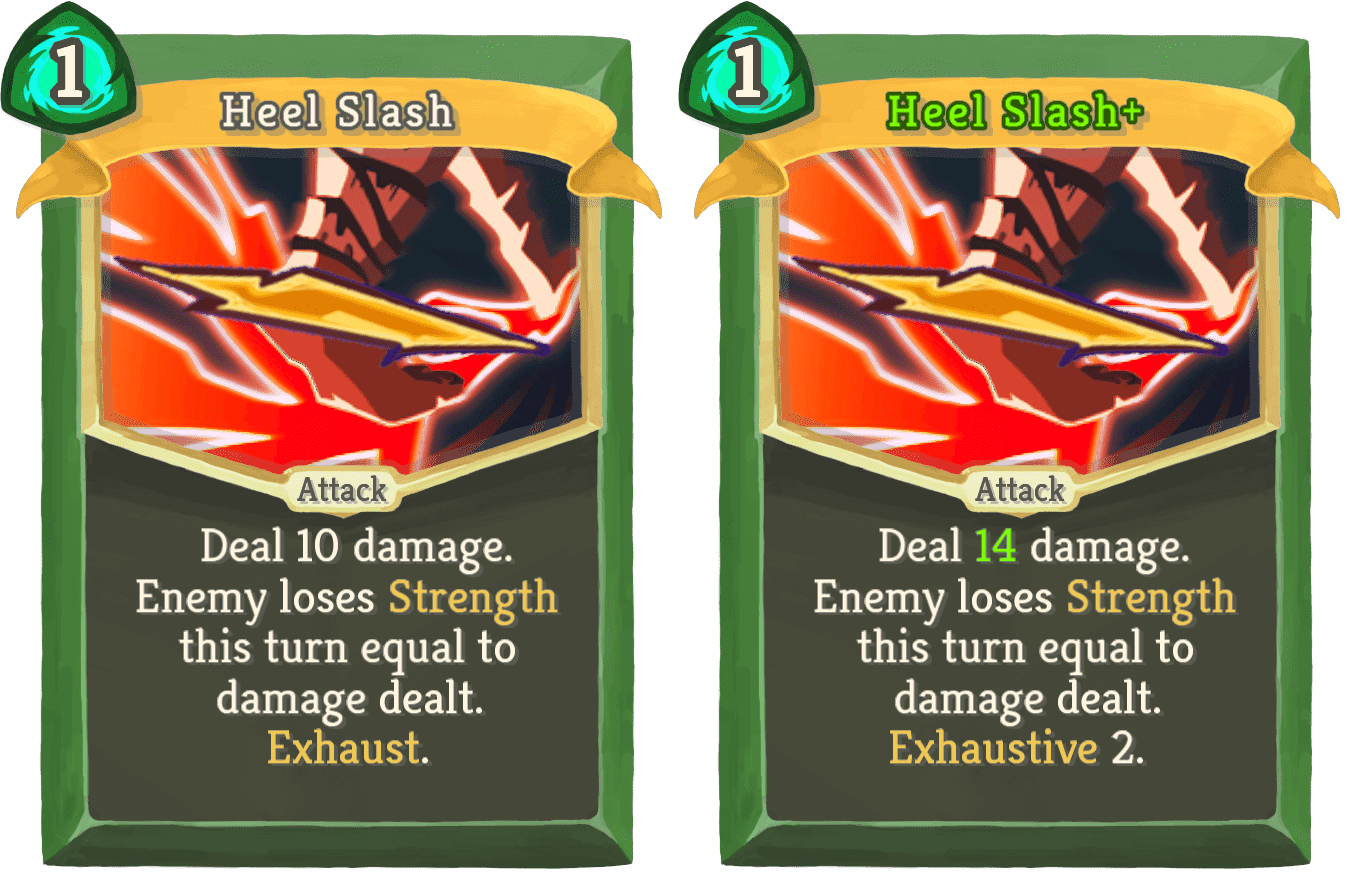 1
Heel Slash
Attack
Deal 10 damage.
Enemy loses Strength
this turn equal to
damage dealt.
Exhaust.
1
Heel Slash+
Attack
Deal 14 damage.
Enemy loses Strength
this turn equal to
damage dealt.
Exhaustive 2.